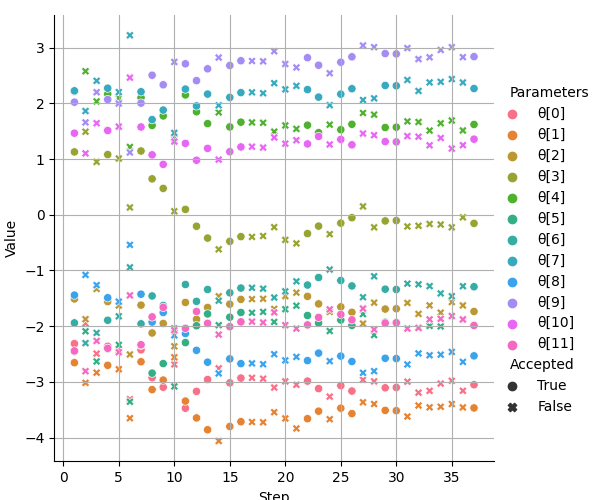 3
2
1
0
−1
−2
−3
−4
Value
0
5
10
15
20
25
30
35
Step
Parameters
θ[0]
θ[1]
θ[2]
θ[3]
θ[4]
θ[5]
θ[6]
θ[7]
θ[8]
θ[9]
θ[10]
θ[11]
Accepted
True
False